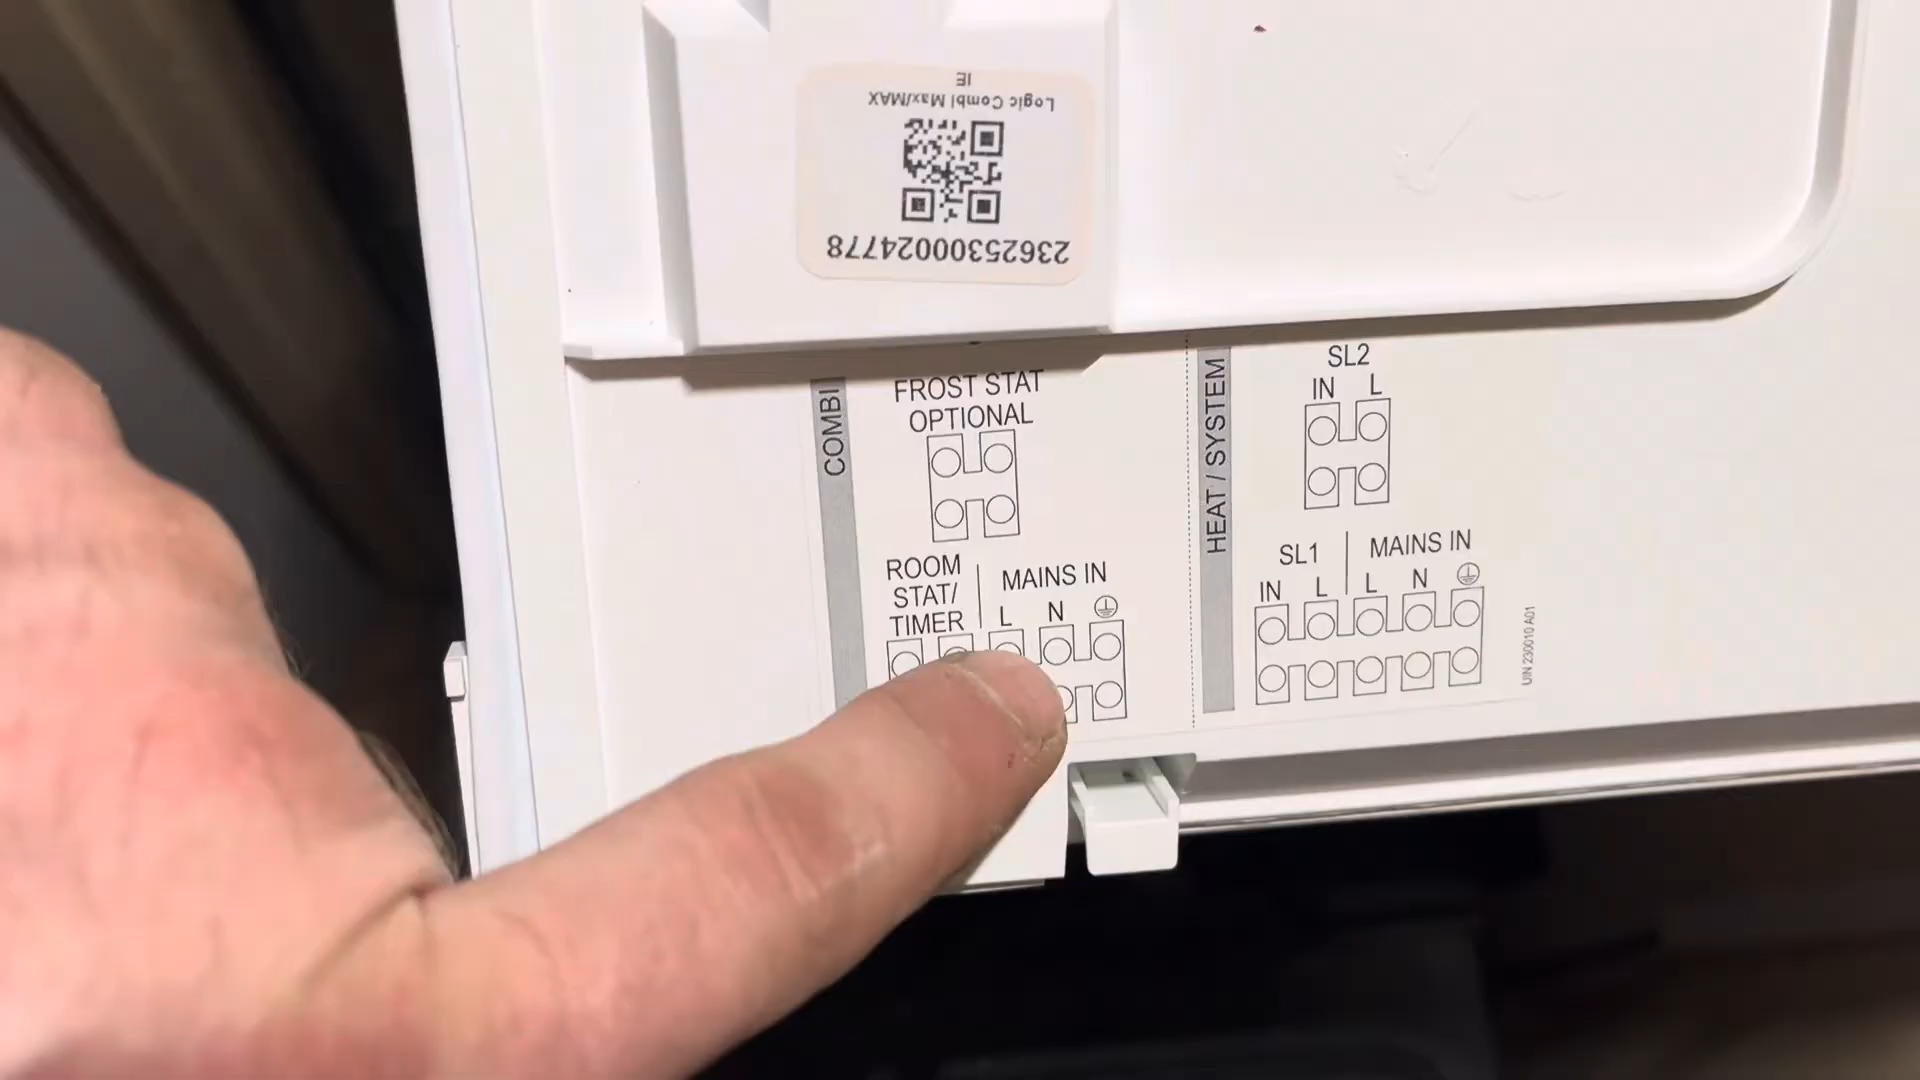 IE
Logic Combi Max/MAX
23625300024778
COMBI
FROST STAT
OPTIONAL
ROOM
STAT/
TIMER
MAINS IN
L N
HEAT / SYSTEM
SL2
IN L
SL1
IN L
MAINS IN
L N
UIN 230010 A01